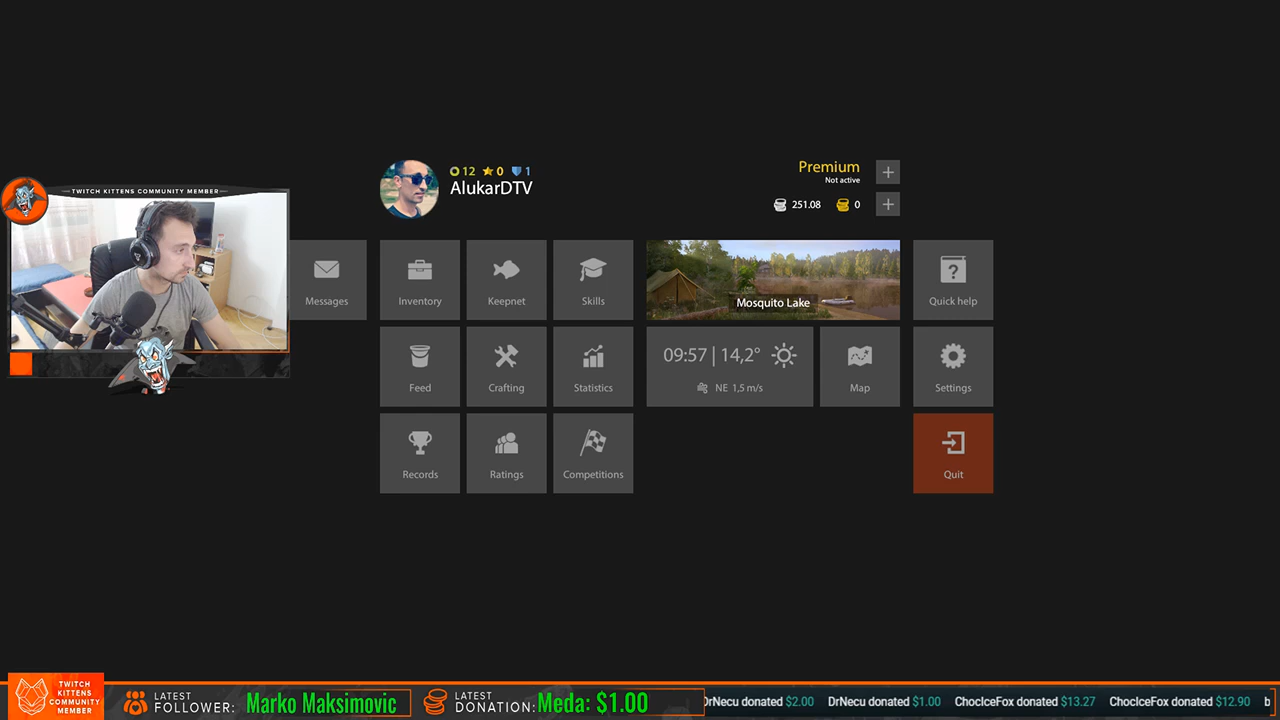 12 0 1
AlukarDTV
Premium
Not active
251.08 0
TWITCH KITTENS COMMUNITY MEMBER
Messages
Inventory
Keepnet
Skills
Mosquito Lake
Quick help
Feed
Crafting
Statistics
09:57 | 14,2°
NE 1,5 m/s
Map
Settings
Records
Ratings
Competitions
Quit
TWITCH
KITTENS
COMMUNITY
MEMBER
LATEST
FOLLOWER: Marko Maksimovic
LATEST
DONATION: Meda: $1.00
DrNecu donated $2.00 DrNecu donated $1.00 ChocIceFox donated $13.27 ChocIceFox donated $12.90 b